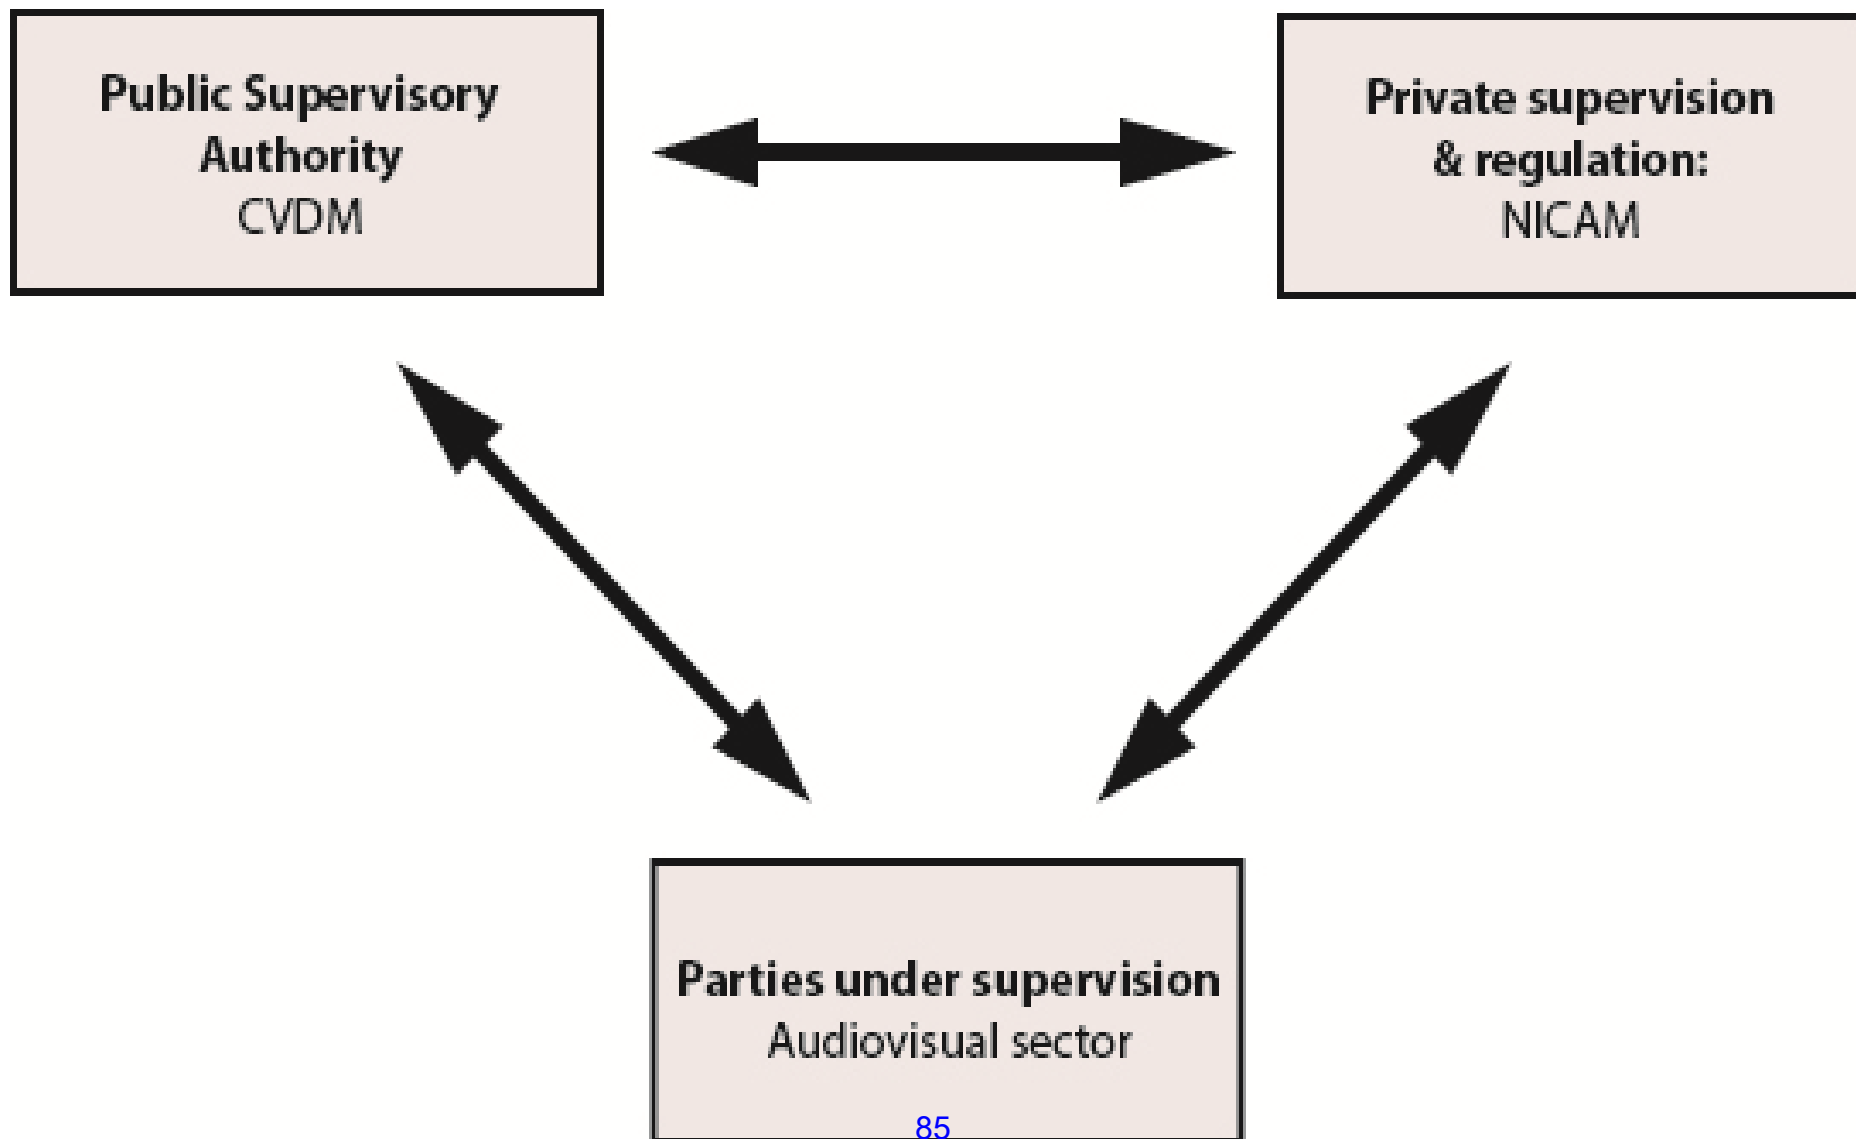 Public Supervisory
Authority
CVDM
Private supervision
& regulation:
NICAM
Parties under supervision
Audiovisual sector
85